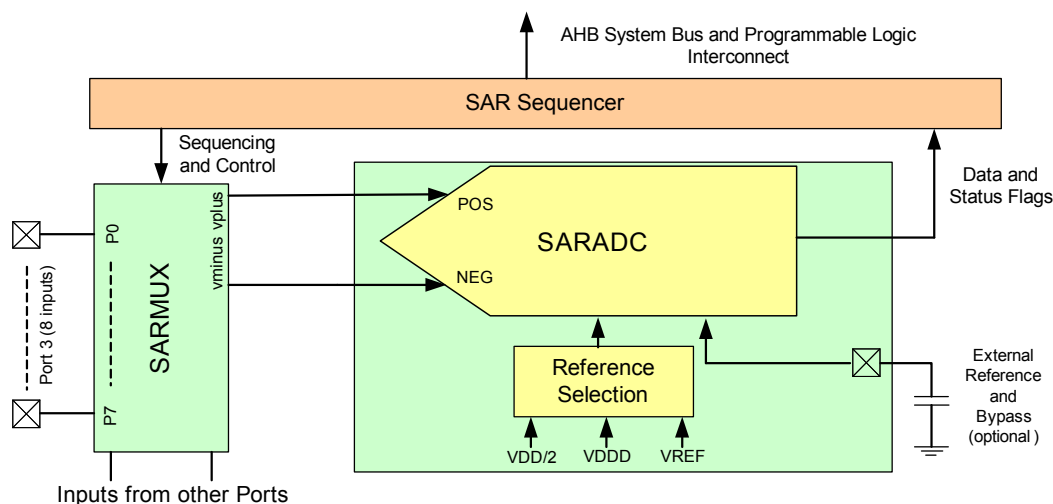 AHB System Bus and Programmable Logic
Interconnect
SAR Sequencer
Sequencing
and Control
Data and
Status Flags
vminus vplus
POS
SARADC
NEG
P0
Port 3 (8 inputs)
SARMUX
P7
Reference
Selection
External
Reference
and
Bypass
(optional )
VDD/2
VDDD
VREF
Inputs from other Ports